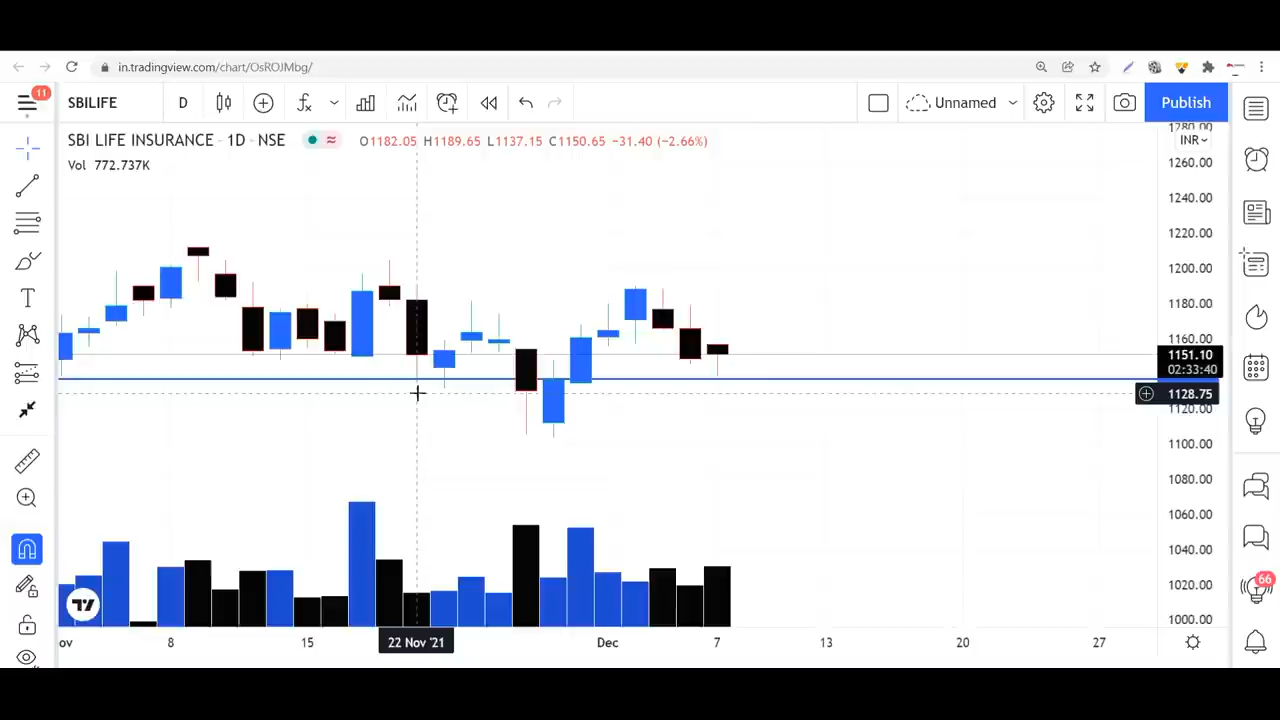 in.tradingview.com/chart/OsROJMbg/
11
SBILIFE
D
Unnamed
Publish
SBI LIFE INSURANCE - 1D - NSE
O1182.05 H1189.65 L1137.15 C1150.65 -31.40 (-2.66%)
Vol 772.737K
1280.00
INR
1260.00
1240.00
1220.00
1200.00
1180.00
1160.00
1151.10
02:33:40
1128.75
1120.00
1100.00
1080.00
1060.00
1040.00
1020.00
1000.00
66
ov
8
15
22 Nov '21
Dec
7
13
20
27